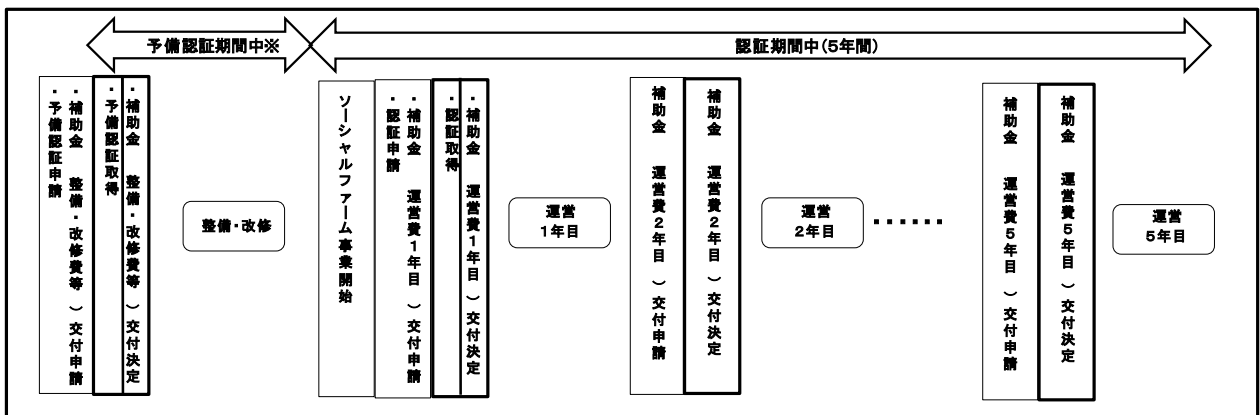 予備認証期間中※
認証期間中(5年間)
・予備認証申請
・補助金 整備・改修費等 ）交付申請
・予備認証取得
・補助金 整備・改修費等 ）交付決定
整備・改修
ソーシャルファーム事業開始
・認証申請
・補助金 運営費1年目 ）交付申請
・認証取得
・補助金 運営費1年目 ）交付決定
運営
1年目
補助金 運営費2年目 ）交付申請
補助金 運営費2年目 ）交付決定
運営
2年目
・・・・・・
補助金 運営費5年目 ）交付申請
補助金 運営費5年目 ）交付決定
運営
5年目